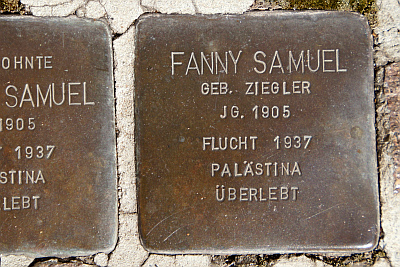 OHNTE
SAMUEL
1905
1937
STINA
LEBT
FANNY SAMUEL
GEB. ZIEGLER
JG. 1905
FLUCHT 1937
PALÄSTINA
ÜBERLEBT